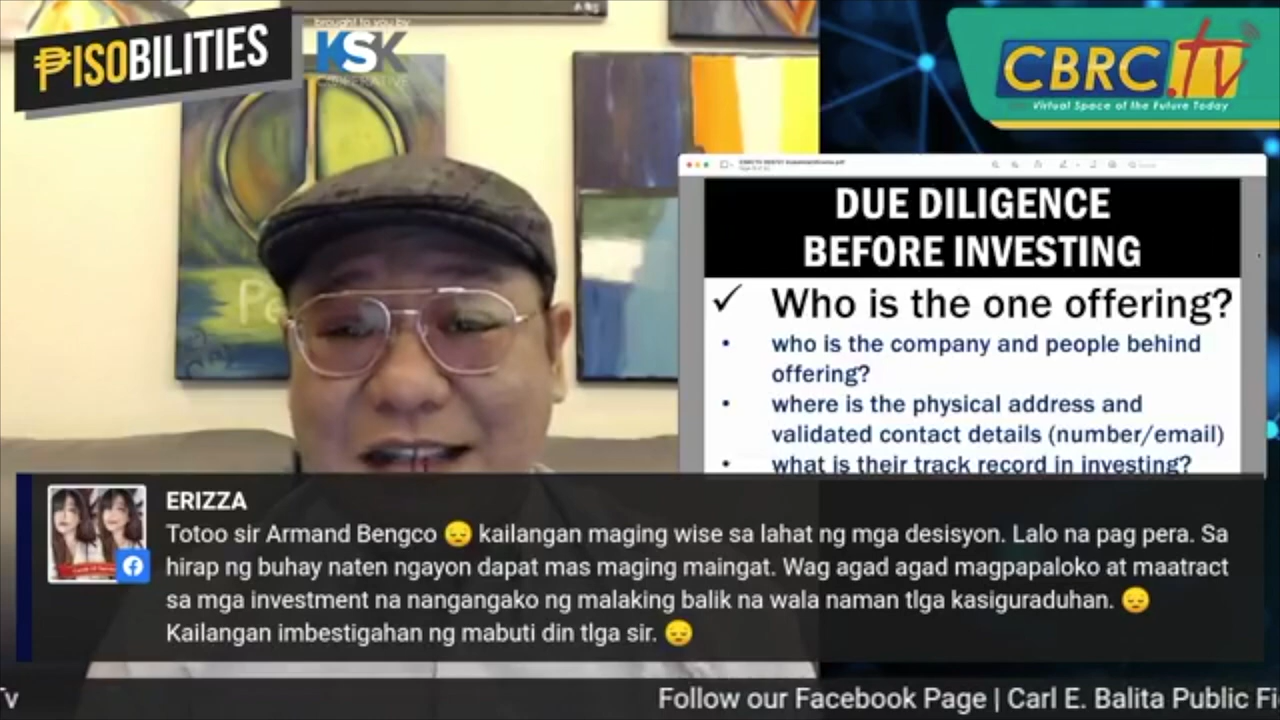 ₱ISOBILITIES
brought to you by
KSK
COOPERATIVE
CBRC.tv
Virtual Space of the Future Today
DUE DILIGENCE
BEFORE INVESTING
✓ Who is the one offering?
• who is the company and people behind
offering?
• where is the physical address and
validated contact details (number/email)
• what is their track record in investing?
ERIZZA
Totoo sir Armand Bengco 😔 kailangan maging wise sa lahat ng mga desisyon. Lalo na pag pera. Sa
hirap ng buhay naten ngayon dapat mas maging maingat. Wag agad agad magpapaloko at maatract
sa mga investment na nangangako ng malaking balik na wala naman tlga kasiguraduhan. 😔
Kailangan imbestigahan ng mabuti din tlga sir. 😔
Tv
Follow our Facebook Page | Carl E. Balita Public Fi